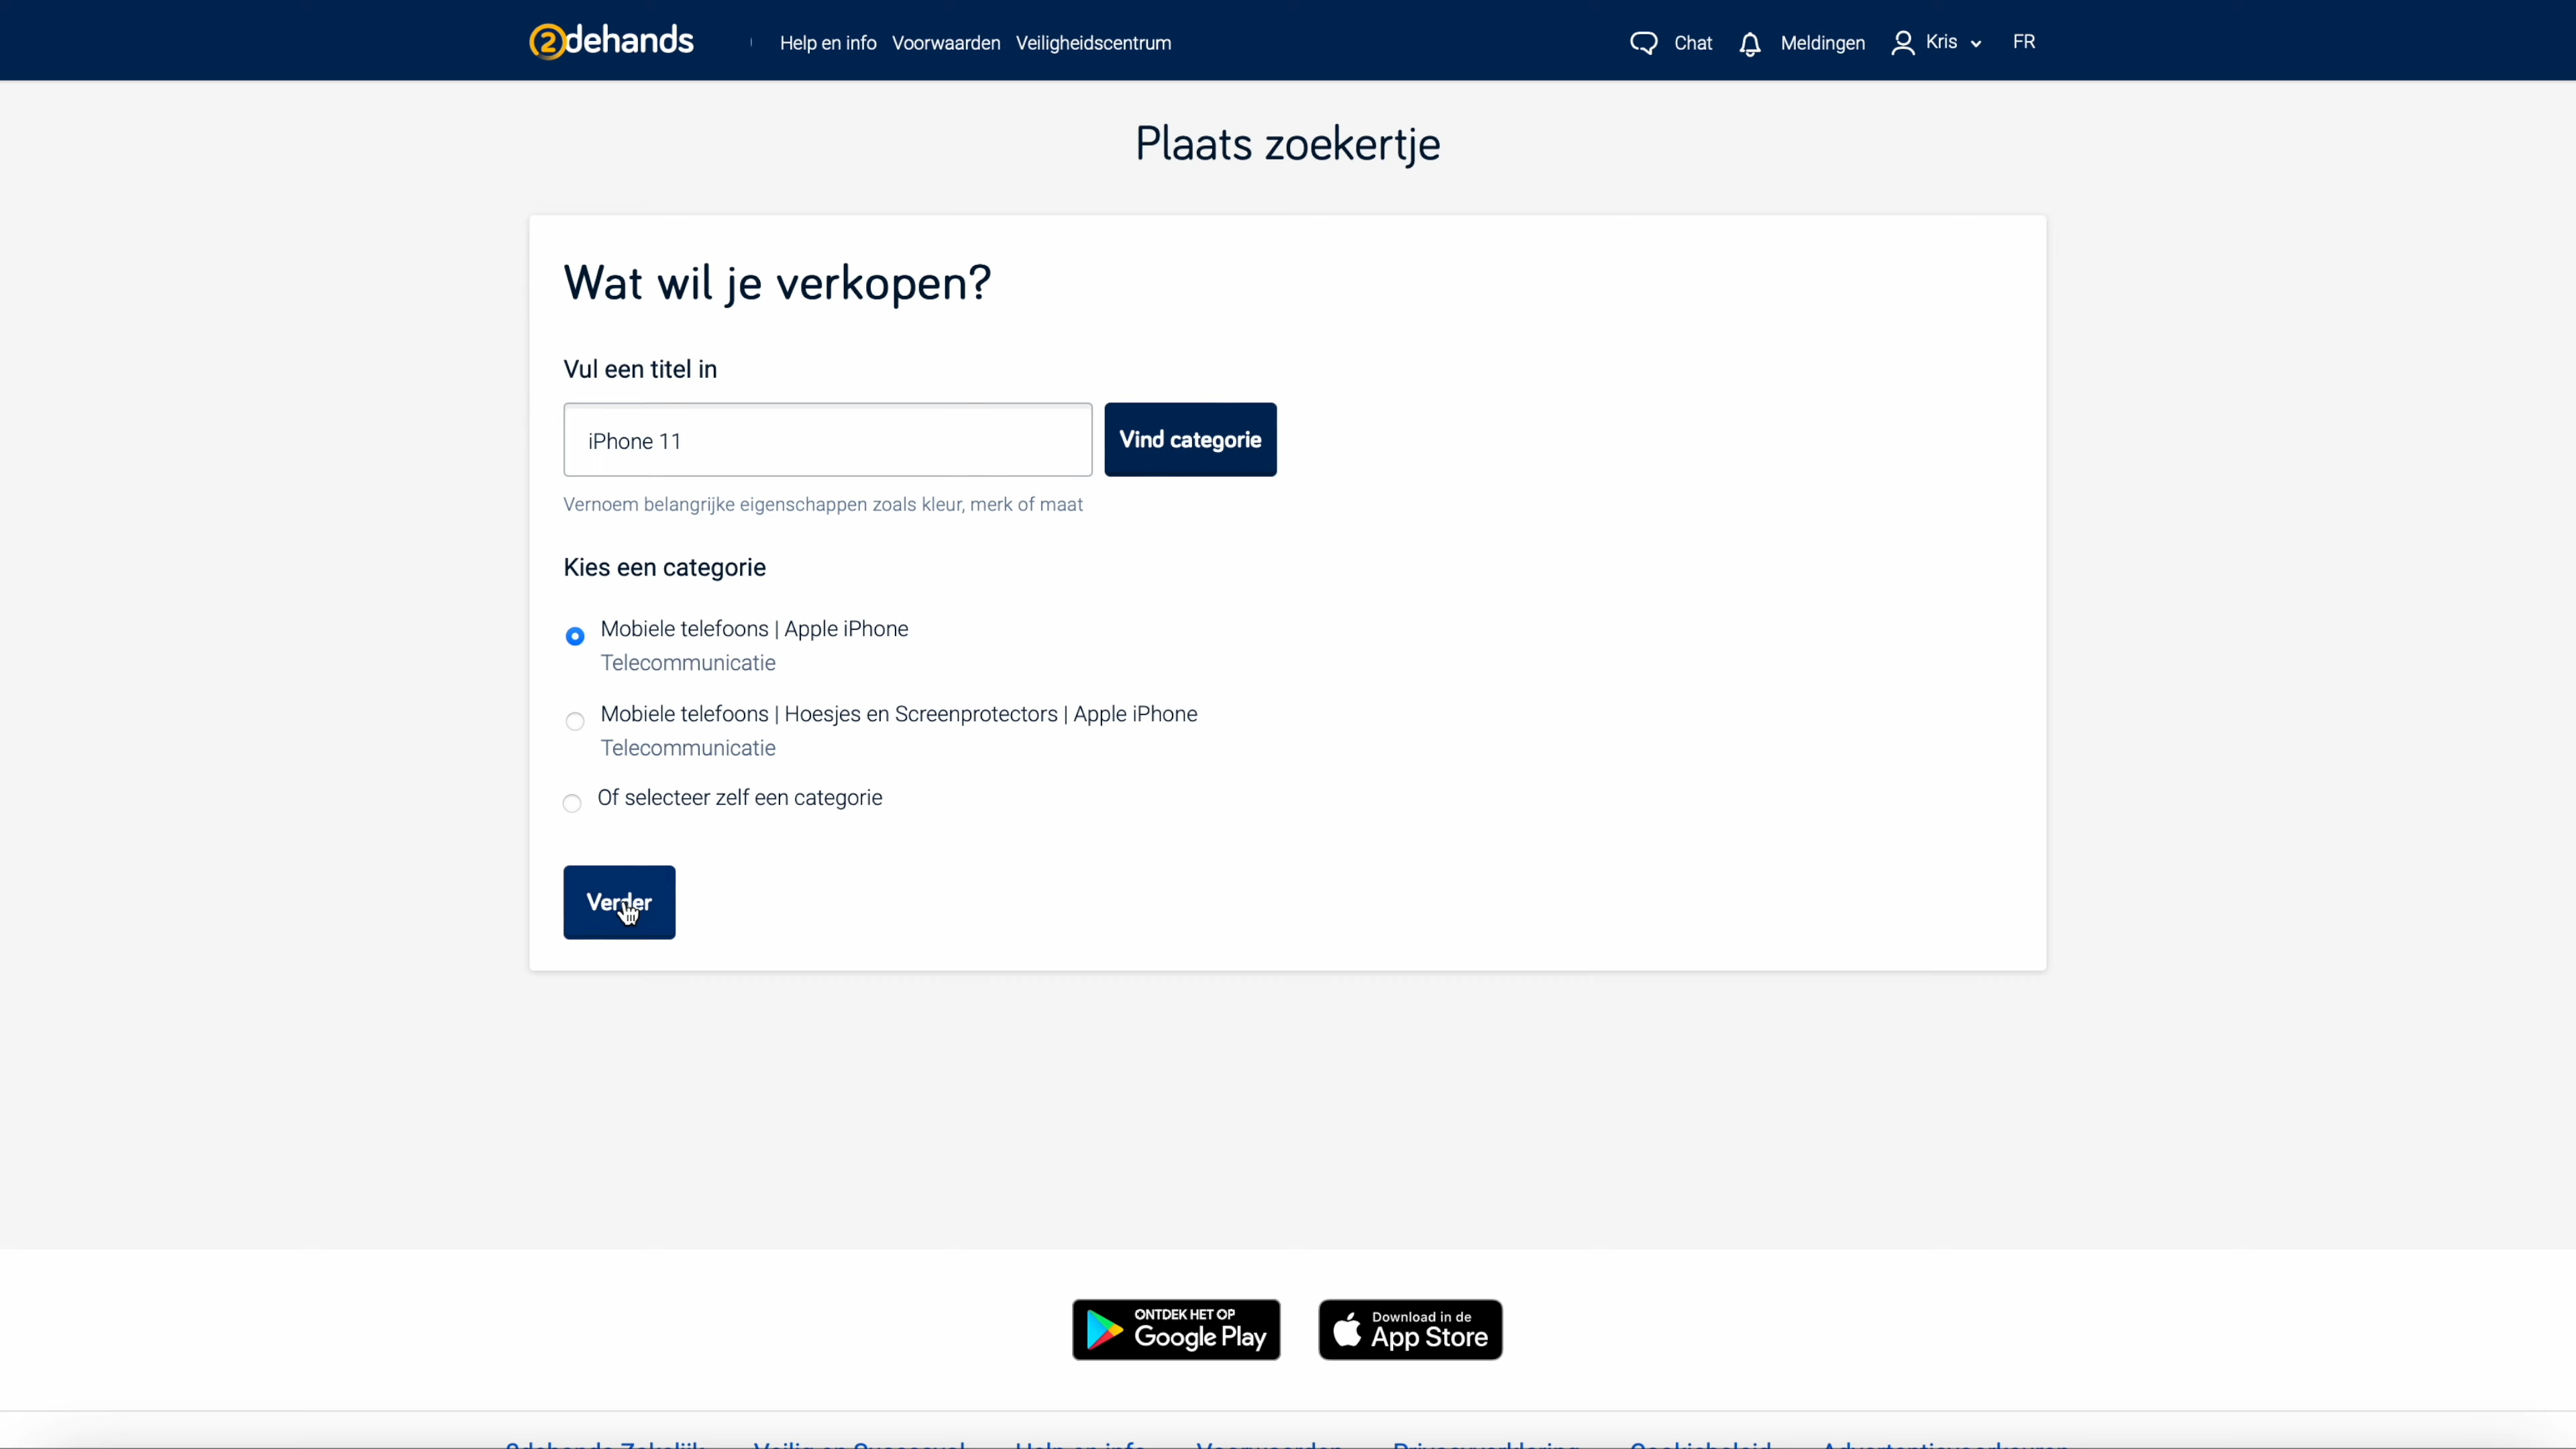 2dehands Help en info Voorwaarden Veiligheidscentrum Chat Meldingen Kris FR
Plaats zoekertje
Wat wil je verkopen?
Vul een titel in
iPhone 11 Vind categorie
Vernoem belangrijke eigenschappen zoals kleur, merk of maat
Kies een categorie
Mobiele telefoons | Apple iPhone
Telecommunicatie
Mobiele telefoons | Hoesjes en Screenprotectors | Apple iPhone
Telecommunicatie
Of selecteer zelf een categorie
Verder
ONTDEK HET OP
Google Play
Download in de
App Store